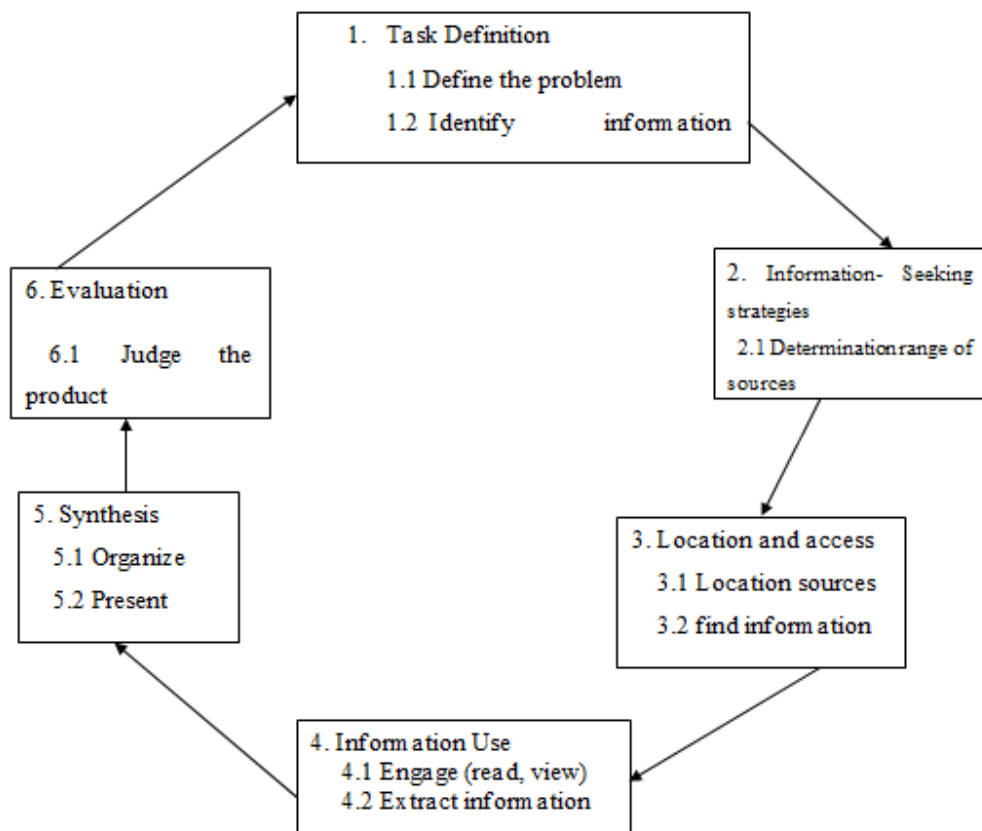 1. Task Definition
1.1 Define the problem
1.2 Identify information
2. Information- Seeking
strategies
2.1 Determination range of
sources
3. Location and access
3.1 Location sources
3.2 find information
4. Information Use
4.1 Engage (read, view)
4.2 Extract information
5. Synthesis
5.1 Organize
5.2 Present
6. Evaluation
6.1 Judge the
product